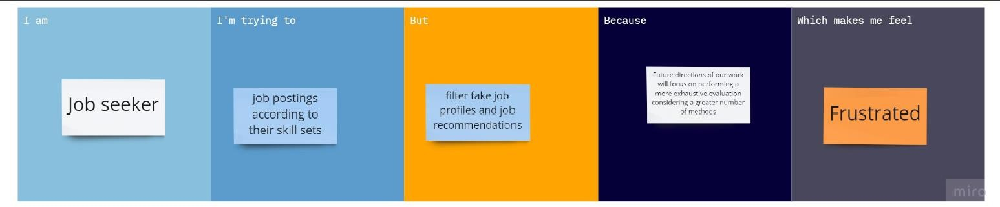 I am
Job seeker
I'm trying to
job postings
according to
their skill sets
But
filter fake job
profiles and job
recommendations
Because
Future directions of our work
will focus on performing a
more exhaustive evaluation
considering a greater number
of methods
Which makes me feel
Frustrated
miro